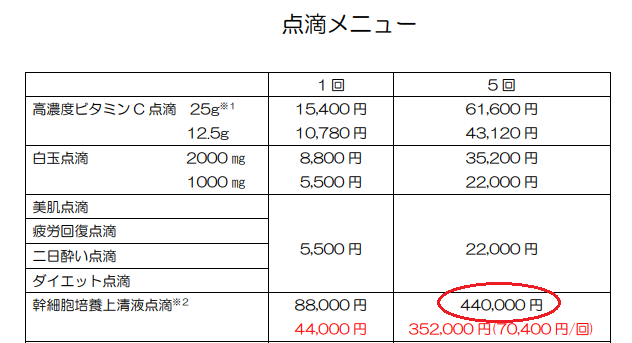 点滴メニュー
1回 5回
高濃度ビタミンC点滴 25g※1 15,400円 61,600円
12.5g 10,780円 43,120円
白玉点滴 2000㎎ 8,800円 35,200円
1000㎎ 5,500円 22,000円
美肌点滴
疲労回復点滴
二日酔い点滴
ダイエット点滴
5,500円 22,000円
幹細胞培養上清液点滴※2 88,000円 440,000円
44,000円 352,000円(70,400円/回)